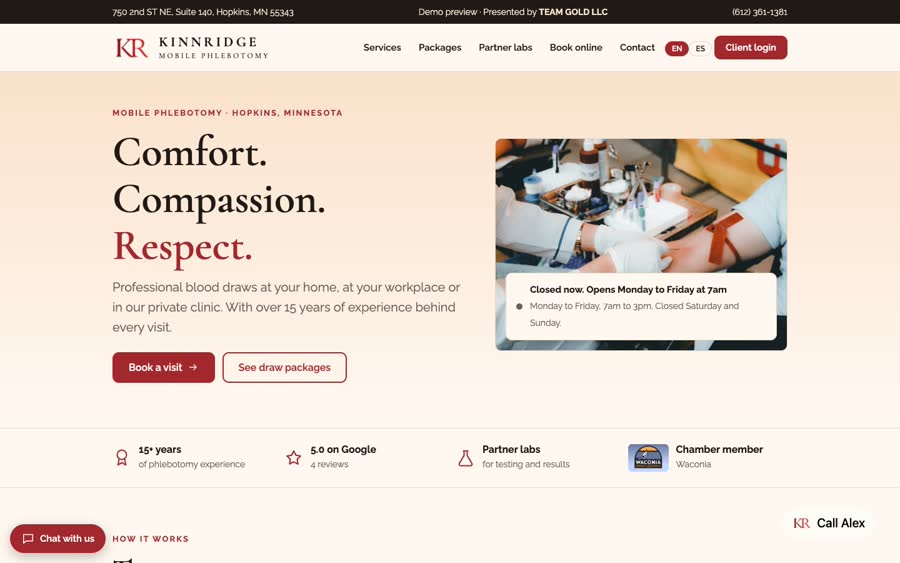 750 2nd ST NE, Suite 140, Hopkins, MN 55343
Demo preview · Presented by TEAM GOLD LLC
(612) 361-1381
KR KINNRIDGE
MOBILE PHLEBOTOMY
Services
Packages
Partner labs
Book online
Contact
EN
ES
Client login
MOBILE PHLEBOTOMY · HOPKINS, MINNESOTA
Comfort.
Compassion.
Respect.
Professional blood draws at your home, at your workplace or
in our private clinic. With over 15 years of experience behind
every visit.
Book a visit →
See draw packages
Closed now. Opens Monday to Friday at 7am
Monday to Friday, 7am to 3pm. Closed Saturday and
Sunday.
15+ years
of phlebotomy experience
5.0 on Google
4 reviews
Partner labs
for testing and results
WACONIA
Chamber member
Waconia
KR Call Alex
Chat with us
HOW IT WORKS